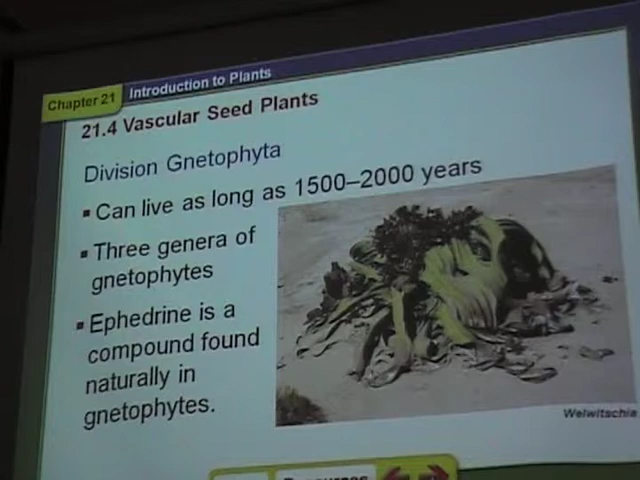 Chapter 21 Introduction to Plants
21.4 Vascular Seed Plants
Division Gnetophyta
▪ Can live as long as 1500–2000 years
▪ Three genera of
gnetophytes
▪ Ephedrine is a
compound found
naturally in
gnetophytes.
Welwitschia
Resources